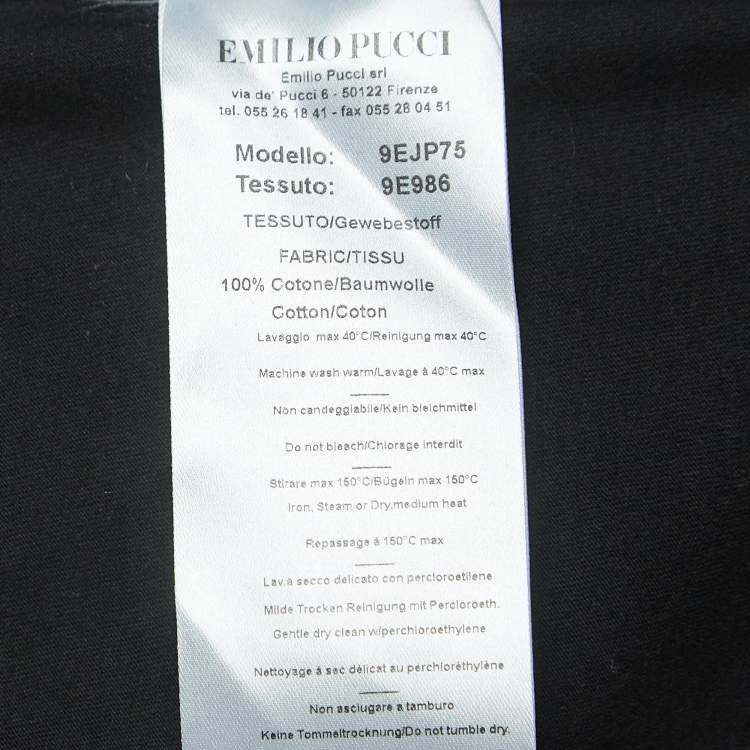 EMILIO PUCCI
Emilio Pucci srl
via de' Pucci 6 - 50122 Firenze
tel. 055 26 18 41 - fax 055 28 04 51
Modello: 9EJP75
Tessuto: 9E986
TESSUTO/Gewebestoff
FABRIC/TISSU
100% Cotone/Baumwolle
Cotton/Coton
Lavaggio max 40°C/Reinigung max 40°C
Machine wash warm/Lavage à 40°C max
Non candeggiabile/Kein bleichmittel
Do not bleach/Chlorage interdit
Stirare max 150°C/Bügeln max 150°C
Iron, Steam or Dry,medium heat
Repassage à 150°C max
Lav.a secco delicato con percloroetilene
Milde Trocken Reinigung mit Percloroeth.
Gentle dry clean w/perchloroethylene
Nettoyage à sec délicat au perchloréthylène
Non asciugare a tamburo
Keine Tommeltrocknung/Do not tumble dry.